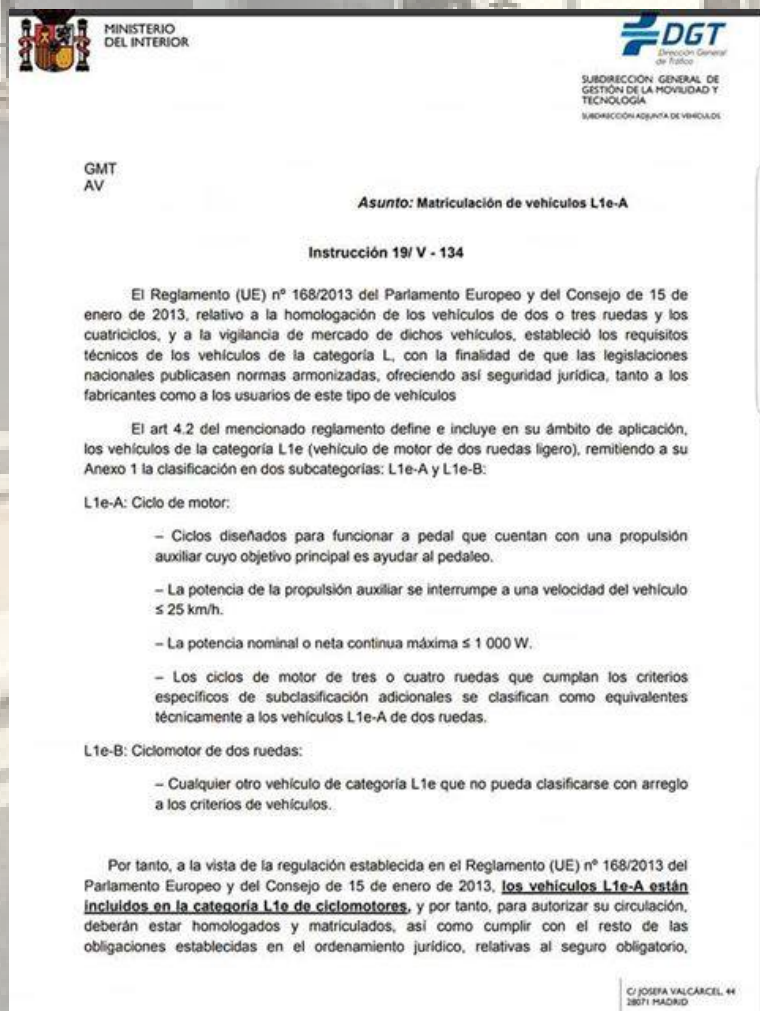 MINISTERIO
DEL INTERIOR
DGT
Dirección General
de Tráfico
SUBDIRECCIÓN GENERAL DE
GESTIÓN DE LA MOVILIDAD Y
TECNOLOGÍA
SUBDIRECCIÓN ADJUNTA DE VEHÍCULOS
GMT
AV
Asunto: Matriculación de vehículos L1e-A
Instrucción 19/ V - 134
El Reglamento (UE) nº 168/2013 del Parlamento Europeo y del Consejo de 15 de
enero de 2013, relativo a la homologación de los vehículos de dos o tres ruedas y los
cuatriciclos, y a la vigilancia de mercado de dichos vehículos, estableció los requisitos
técnicos de los vehículos de la categoría L, con la finalidad de que las legislaciones
nacionales publicasen normas armonizadas, ofreciendo así seguridad jurídica, tanto a los
fabricantes como a los usuarios de este tipo de vehículos
El art 4.2 del mencionado reglamento define e incluye en su ámbito de aplicación,
los vehículos de la categoría L1e (vehículo de motor de dos ruedas ligero), remitiendo a su
Anexo 1 la clasificación en dos subcategorías: L1e-A y L1e-B:
L1e-A: Ciclo de motor:
– Ciclos diseñados para funcionar a pedal que cuentan con una propulsión
auxiliar cuyo objetivo principal es ayudar al pedaleo.
– La potencia de la propulsión auxiliar se interrumpe a una velocidad del vehículo
≤ 25 km/h.
– La potencia nominal o neta continua máxima ≤ 1 000 W.
– Los ciclos de motor de tres o cuatro ruedas que cumplan los criterios
específicos de subclasificación adicionales se clasifican como equivalentes
técnicamente a los vehículos L1e-A de dos ruedas.
L1e-B: Ciclomotor de dos ruedas:
– Cualquier otro vehículo de categoría L1e que no pueda clasificarse con arreglo
a los criterios de vehículos.
Por tanto, a la vista de la regulación establecida en el Reglamento (UE) nº 168/2013 del
Parlamento Europeo y del Consejo de 15 de enero de 2013, los vehículos L1e-A están
incluidos en la categoría L1e de ciclomotores, y por tanto, para autorizar su circulación,
deberán estar homologados y matriculados, así como cumplir con el resto de las
obligaciones establecidas en el ordenamiento jurídico, relativas al seguro obligatorio,
C/ JOSEFA VALCÁRCEL, 44
28071 MADRID